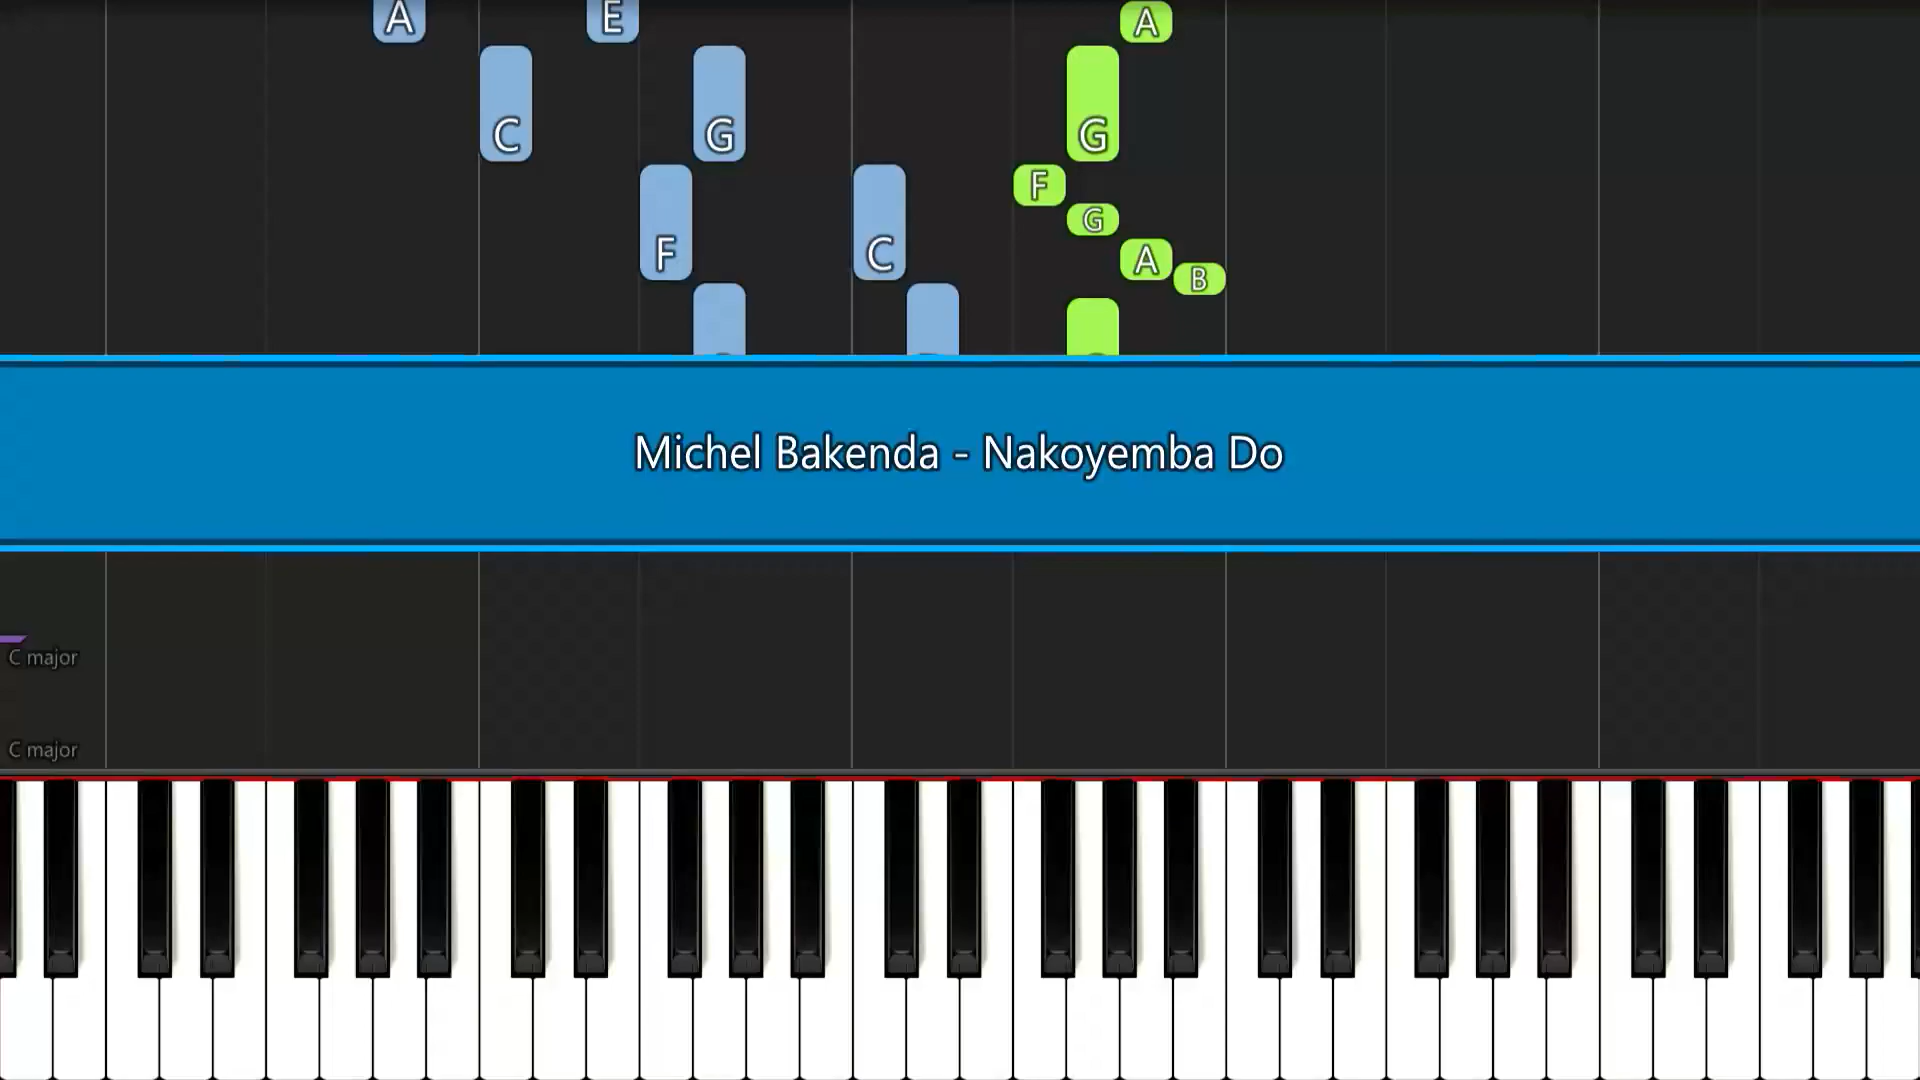 A E A
C G G
F
G
F C A B
Michel Bakenda - Nakoyemba Do
C major
C major